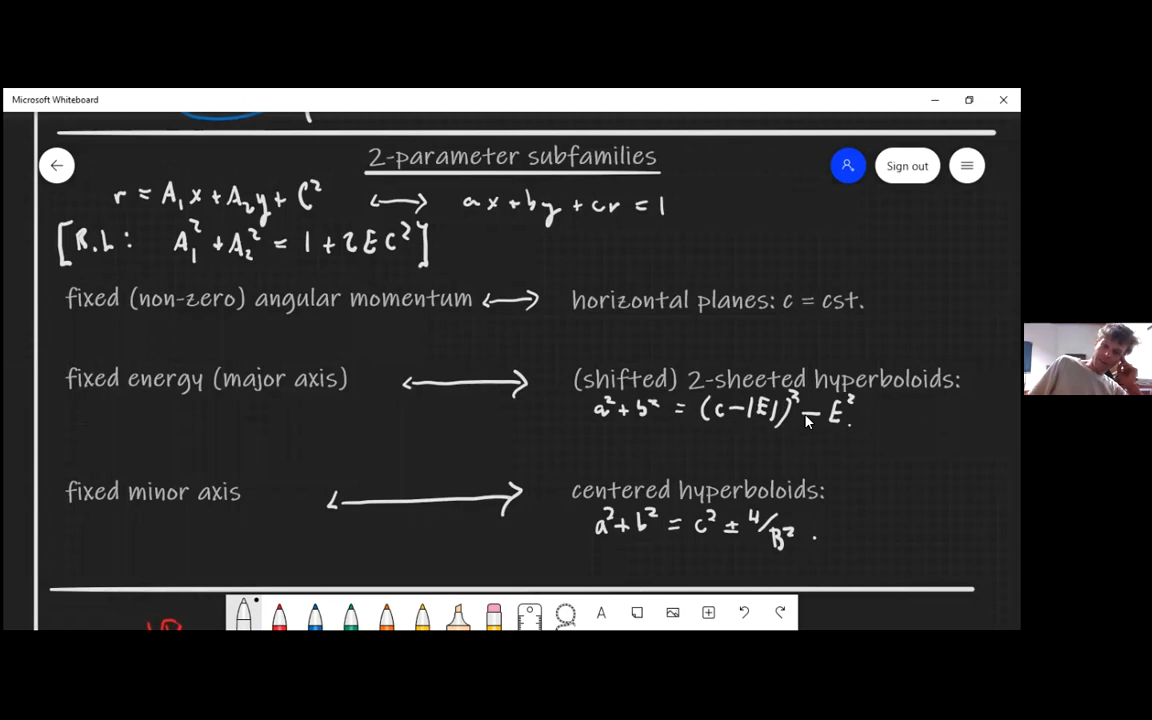 Microsoft Whiteboard
2-parameter subfamilies
Sign out
r = A₁x + A₂y + C² ⟷ ax + by + cr = 1
[R.L: A₁² + A₂² = 1 + 2EC²]
fixed (non-zero) angular momentum ⟷ horizontal planes: c = cst.
fixed energy (major axis) ⟷ (shifted) 2-sheeted hyperboloids:
a² + b² = (c - |E|)² - E².
fixed minor axis ⟷ centered hyperboloids:
a² + b² = c² ± 4/B².
A